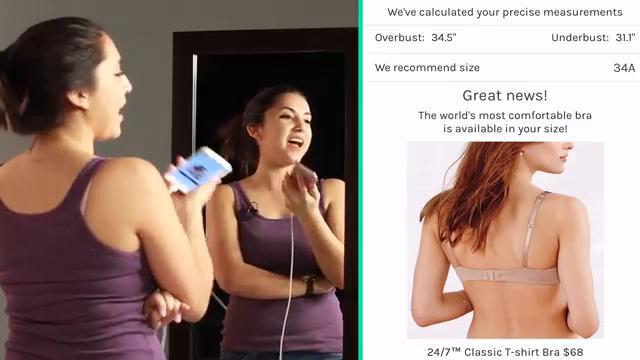 We've calculated your precise measurements
Overbust: 34.5" Underbust: 31.1"
We recommend size 34A
Great news!
The world's most comfortable bra
is available in your size!
24/7™ Classic T-shirt Bra $68